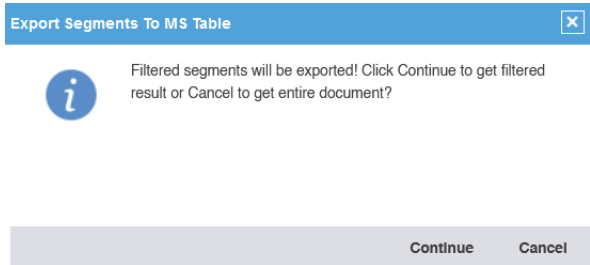 Export Segments To MS Table
Filtered segments will be exported! Click Continue to get filtered
result or Cancel to get entire document?
Continue Cancel